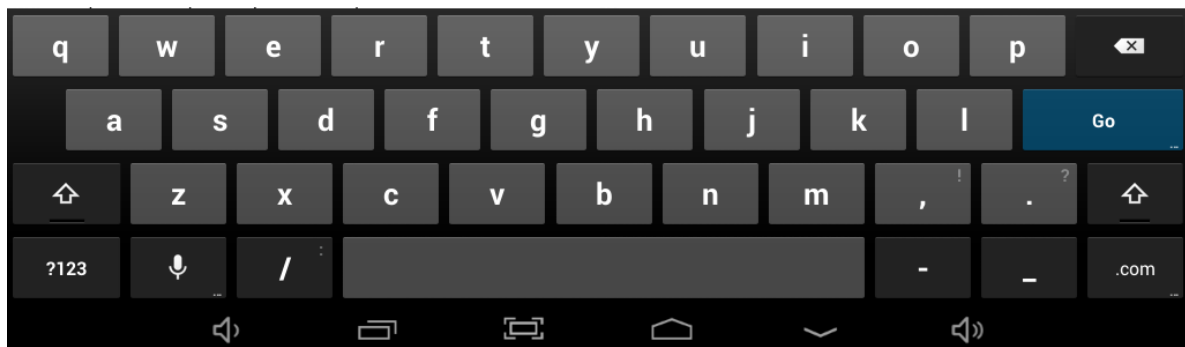 q w e r t y u i o p
a s d f g h j k l Go
z x c v b n m , ! . ?
?123 / : - _ .com